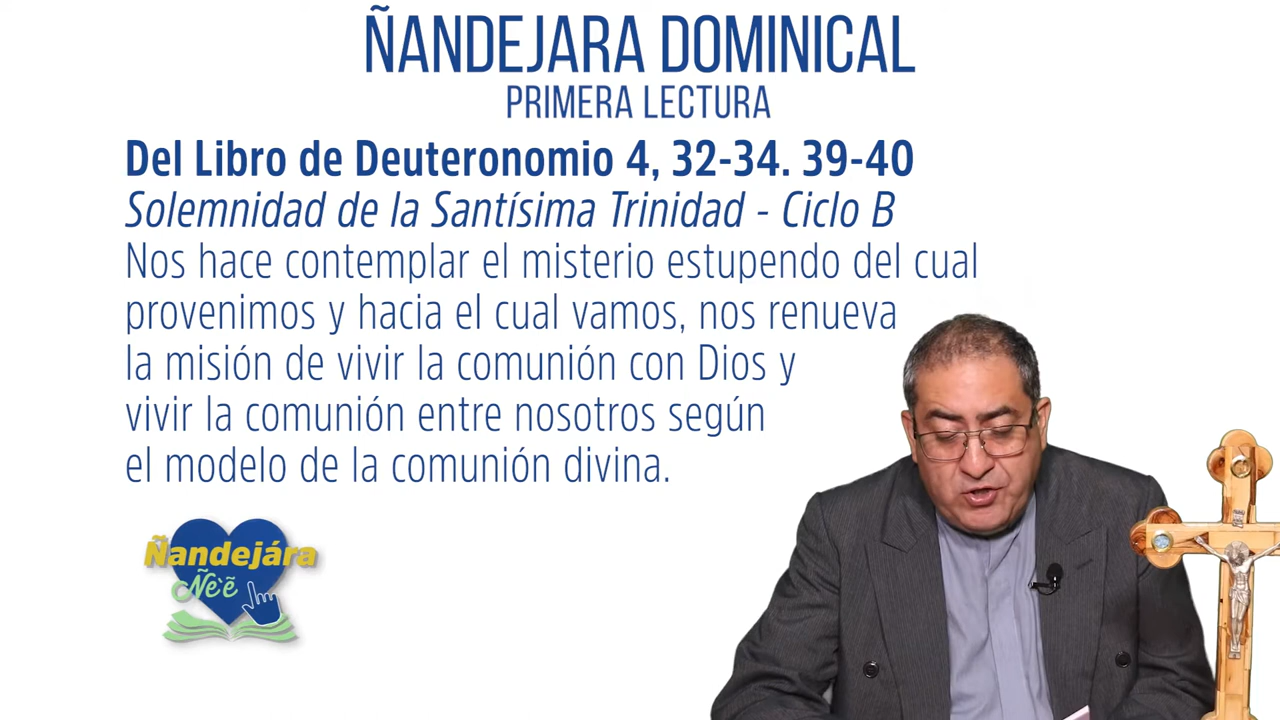 ÑANDEJARA DOMINICAL
PRIMERA LECTURA
Del Libro de Deuteronomio 4, 32-34. 39-40
Solemnidad de la Santísima Trinidad - Ciclo B
Nos hace contemplar el misterio estupendo del cual
provenimos y hacia el cual vamos, nos renueva
la misión de vivir la comunión con Dios y
vivir la comunión entre nosotros según
el modelo de la comunión divina.
Ñandejára
Ñe'ẽ